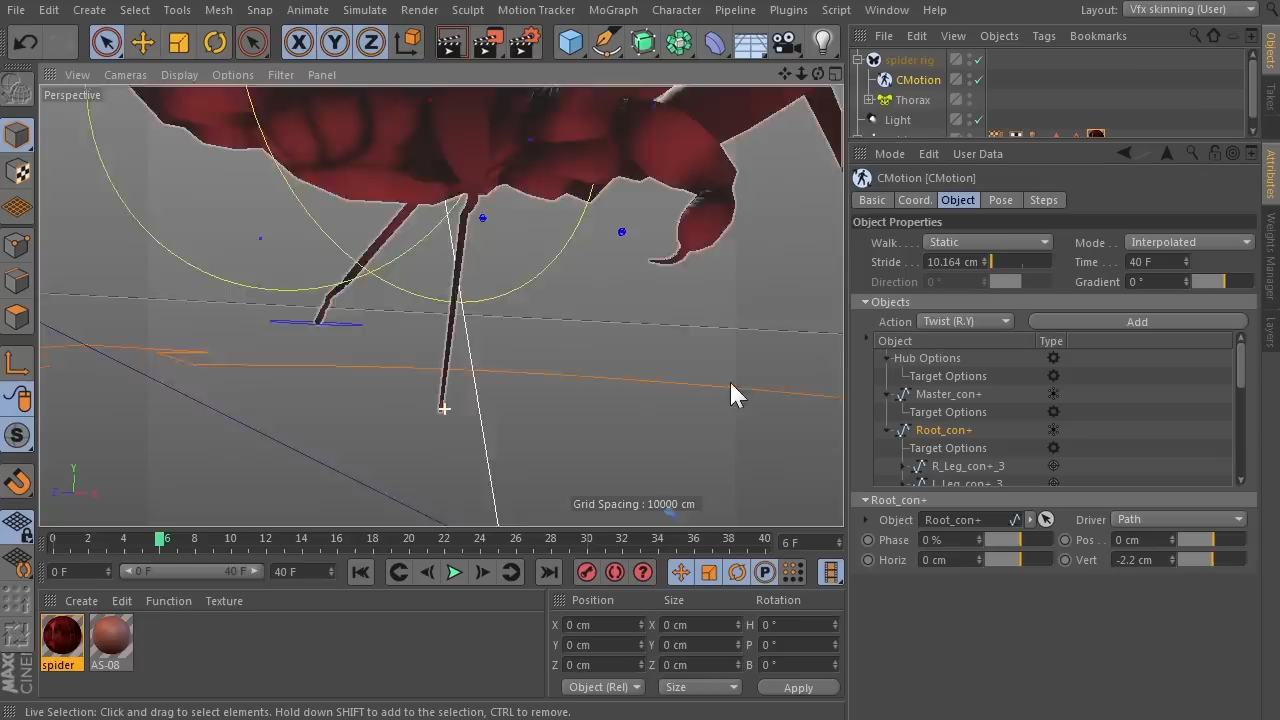 File Edit Create Select Tools Mesh Snap Animate Simulate Render Sculpt Motion Tracker MoGraph Character Pipeline Plugins Script Window Help Layout: Vfx skinning (User)
View Cameras Display Options Filter Panel
Perspective
Grid Spacing : 10000 cm
Y
Z X
File Edit View Objects Tags Bookmarks
spider rig
CMotion
Thorax
Light
Objects
Takes
Attributes
Weights Manager
Layers
Mode Edit User Data
CMotion [CMotion]
Basic Coord. Object Pose Steps
Object Properties
Walk Static Mode Interpolated
Stride 10.164 cm Time 40 F
Direction 0 ° Gradient 0 °
Objects
Action Twist (R.Y) Add
Object Type
Hub Options
Target Options
Master_con+
Target Options
Root_con+
Target Options
R_Leg_con+_3
L_Leg_con_3
Root_con+
Object Root_con+ Driver Path
Phase 0 % Pos 0 cm
Horiz 0 cm Vert -2.2 cm
0 2 4 6 8 10 12 14 16 18 20 22 24 26 28 30 32 34 36 38 40 6 F
0 F 0 F 40 F 40 F
Create Edit Function Texture
spider AS-08
Position Size Rotation
X 0 cm X 0 cm H 0 °
Y 0 cm Y 0 cm P 0 °
Z 0 cm Z 0 cm B 0 °
Object (Rel) Size Apply
Live Selection: Click and drag to select elements. Hold down SHIFT to add to the selection, CTRL to remove.